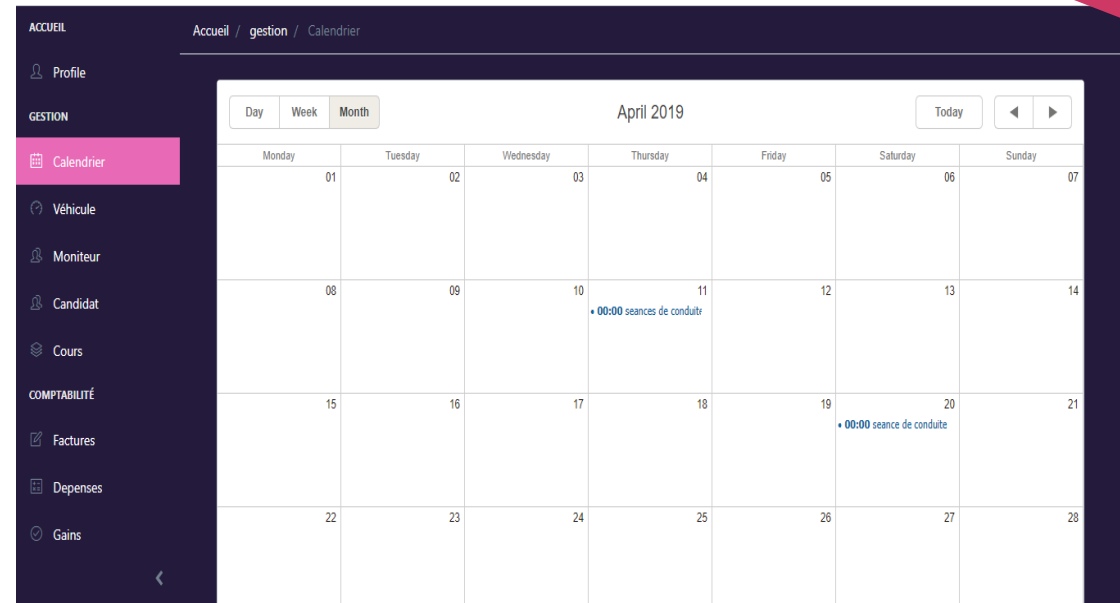 ACCUEIL
Profile
GESTION
Calendrier
Véhicule
Moniteur
Candidat
Cours
COMPTABILITÉ
Factures
Depenses
Gains
Accueil / gestion / Calendrier
Day Week Month
April 2019
Today
Monday Tuesday Wednesday Thursday Friday Saturday Sunday
01 02 03 04 05 06 07
08 09 10 11 12 13 14
• 00:00 seances de conduite
15 16 17 18 19 20 21
• 00:00 seance de conduite
22 23 24 25 26 27 28